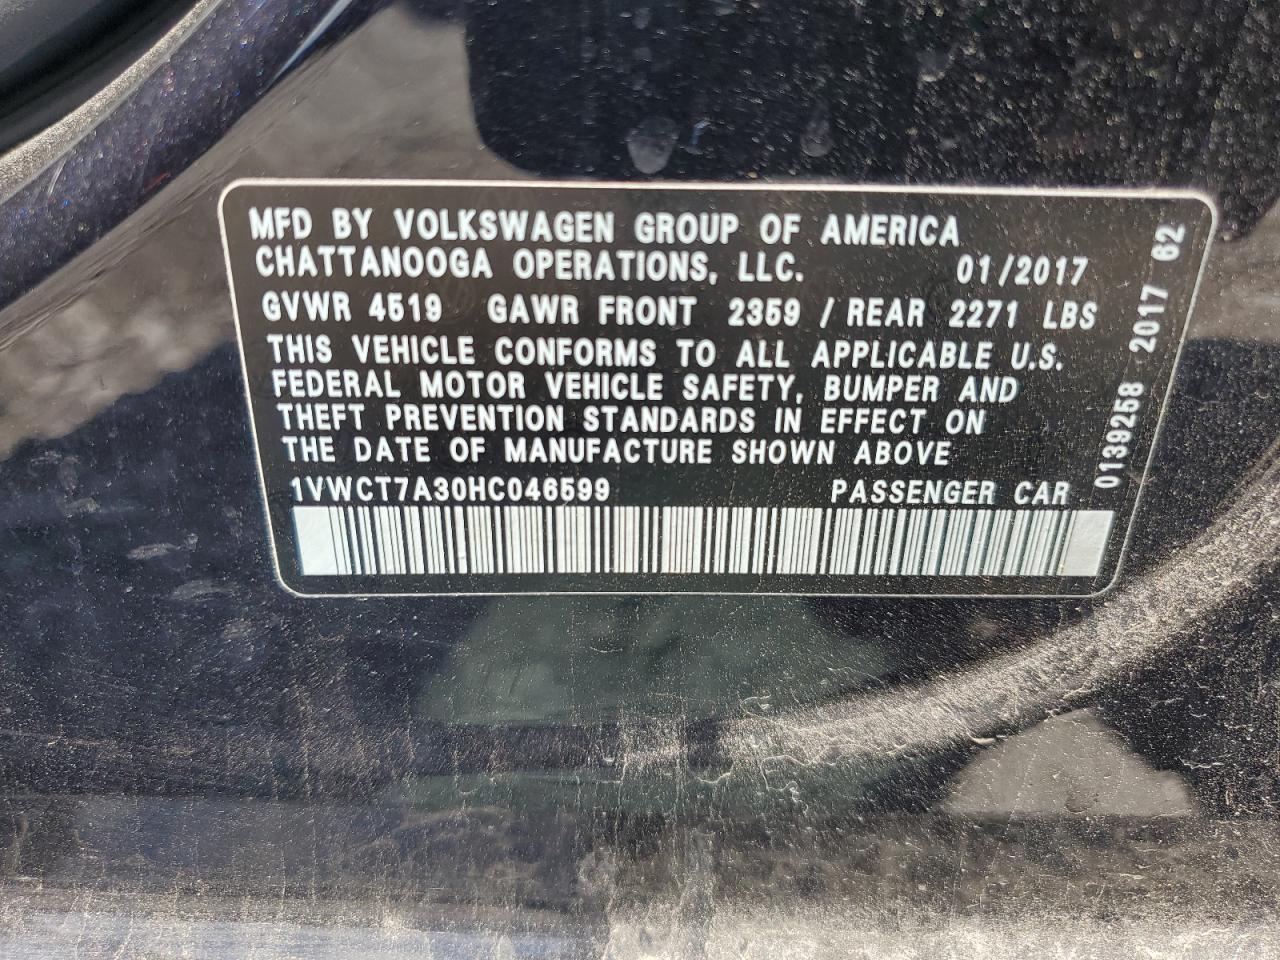 MFD BY VOLKSWAGEN GROUP OF AMERICA
CHATTANOOGA OPERATIONS, LLC. 01/2017
GVWR 4519 GAWR FRONT 2359 / REAR 2271 LBS
THIS VEHICLE CONFORMS TO ALL APPLICABLE U.S.
FEDERAL MOTOR VEHICLE SAFETY, BUMPER AND
THEFT PREVENTION STANDARDS IN EFFECT ON
THE DATE OF MANUFACTURE SHOWN ABOVE
1VWCT7A30HC046599 PASSENGER CAR
0139258 2017 62